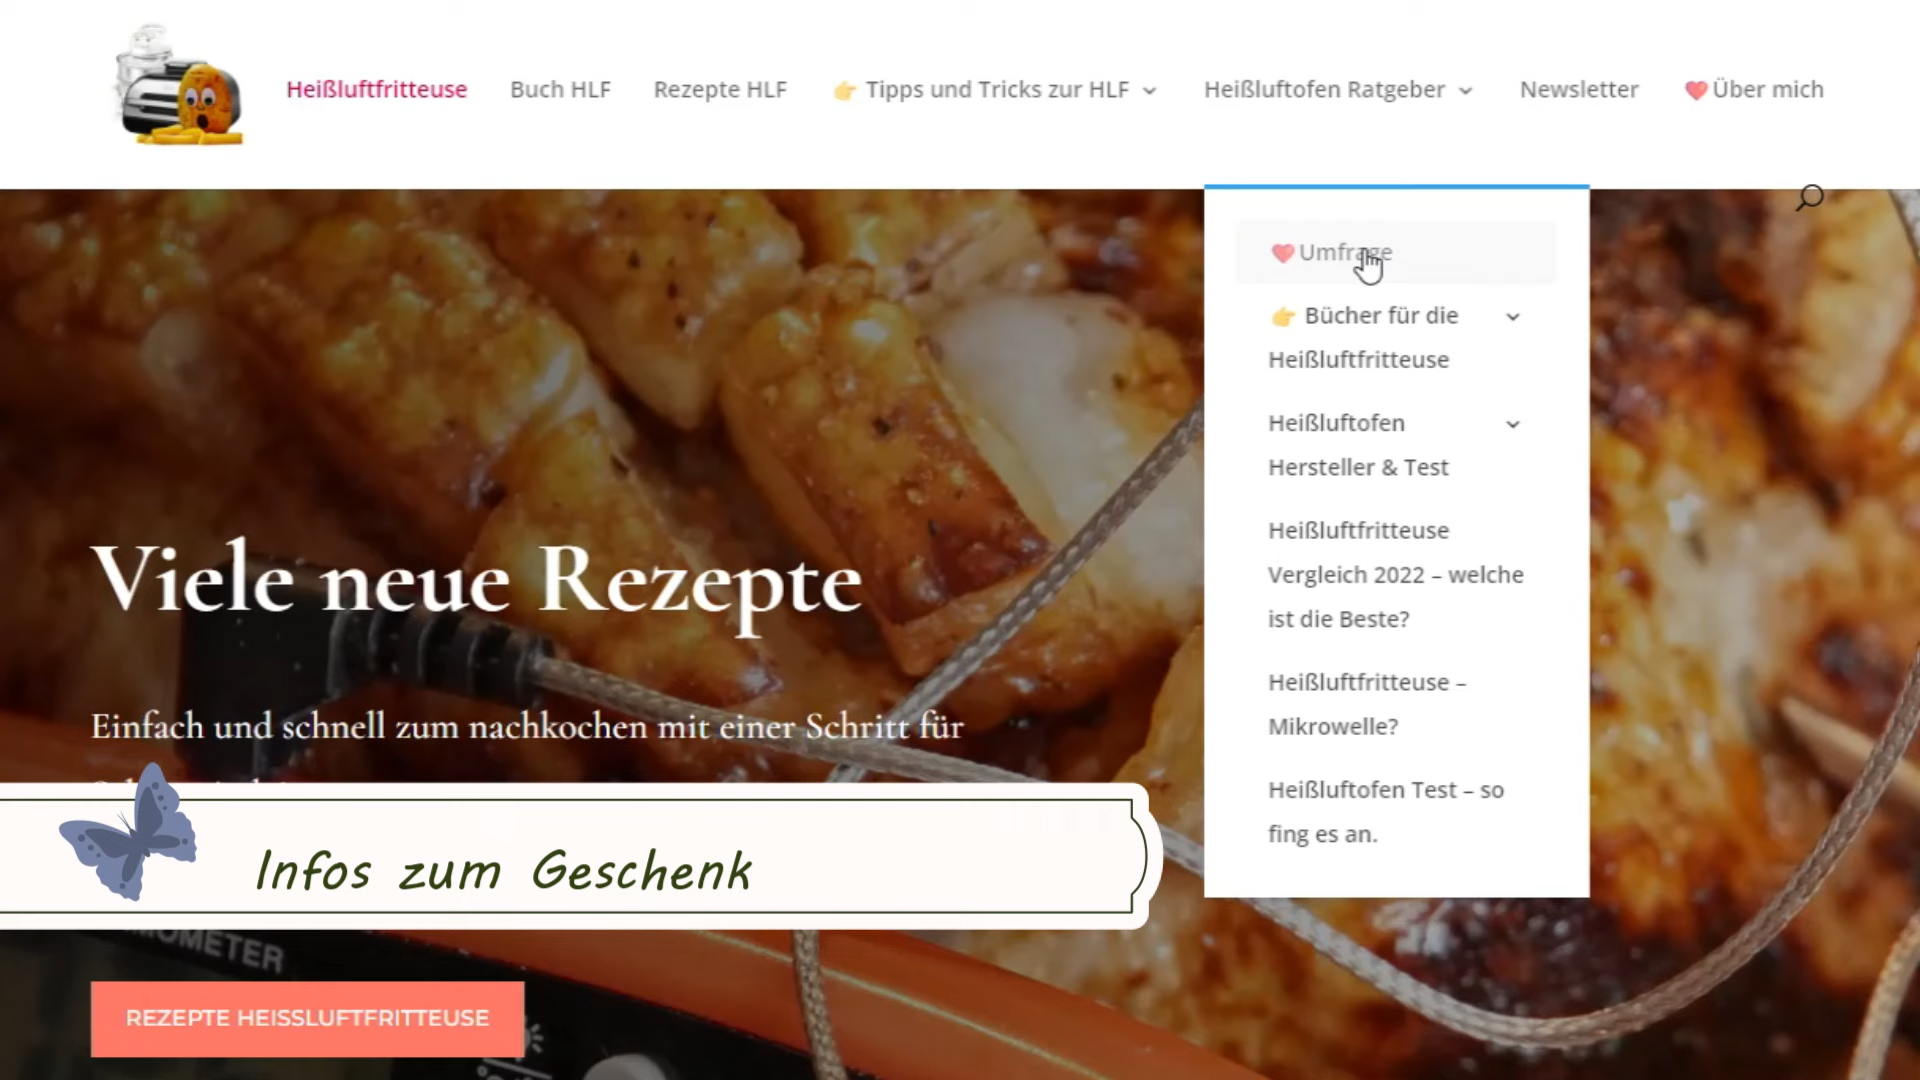 Heißluftfritteuse
Buch HLF
Rezepte HLF
Tipps und Tricks zur HLF
Heißluftofen Ratgeber
Newsletter
Über mich
Umfrage
Bücher für die
Heißluftfritteuse
Heißluftofen
Hersteller & Test
Heißluftfritteuse
Vergleich 2022 – welche
ist die Beste?
Heißluftfritteuse –
Mikrowelle?
Heißluftofen Test – so
fing es an.
Viele neue Rezepte
Einfach und schnell zum nachkochen mit einer Schritt für
Infos zum Geschenk
REZEPTE HEISSLUFTFRITTEUSE